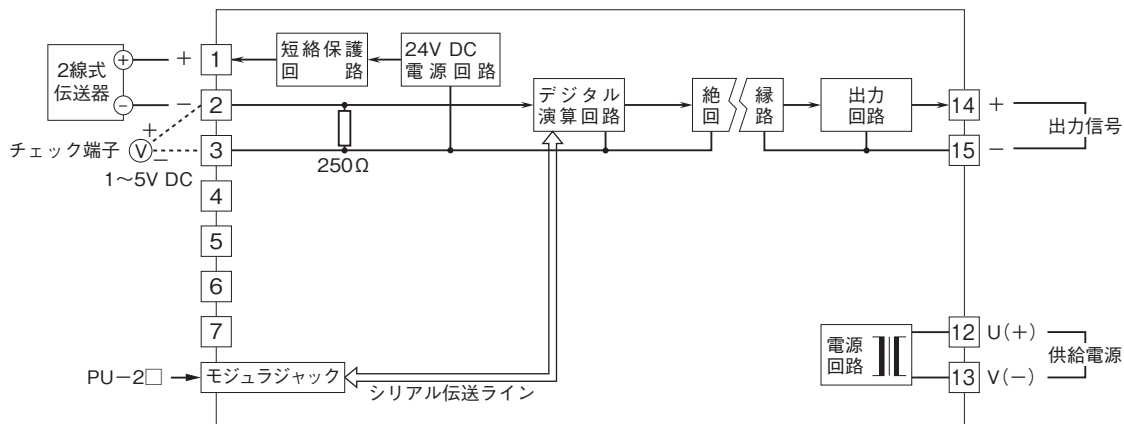 2線式
伝送器
+
−
+
−
1
短絡保護
回路
24V DC
電源回路
2
3
チェック端子
+
V
−
1〜5V DC
250Ω
デジタル
演算回路
絶縁
回路
出力
回路
14
+
15
−
出力信号
4
5
6
7
PU−2□
モジュラジャック
シリアル伝送ライン
電源
回路
12
U(+)
13
V(−)
供給電源